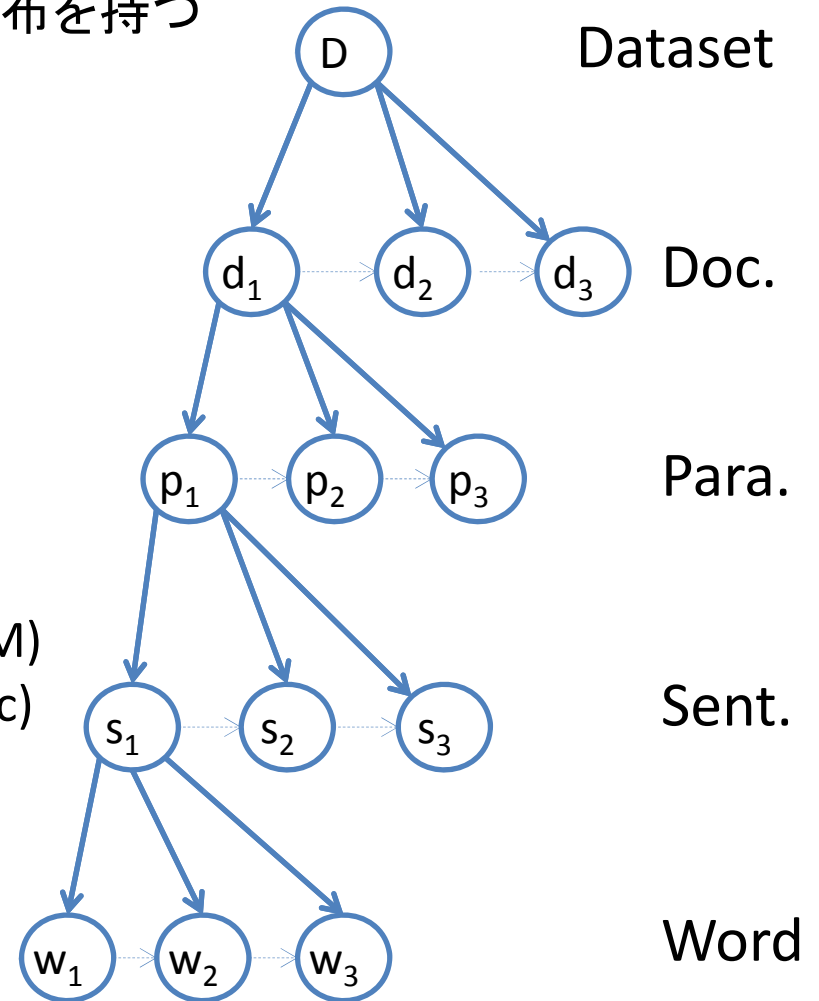 布を持つ
D Dataset
d₁ d₂ d₃ Doc.
p₁ p₂ p₃ Para.
M)
c) s₁ s₂ s₃ Sent.
w₁ w₂ w₃ Word